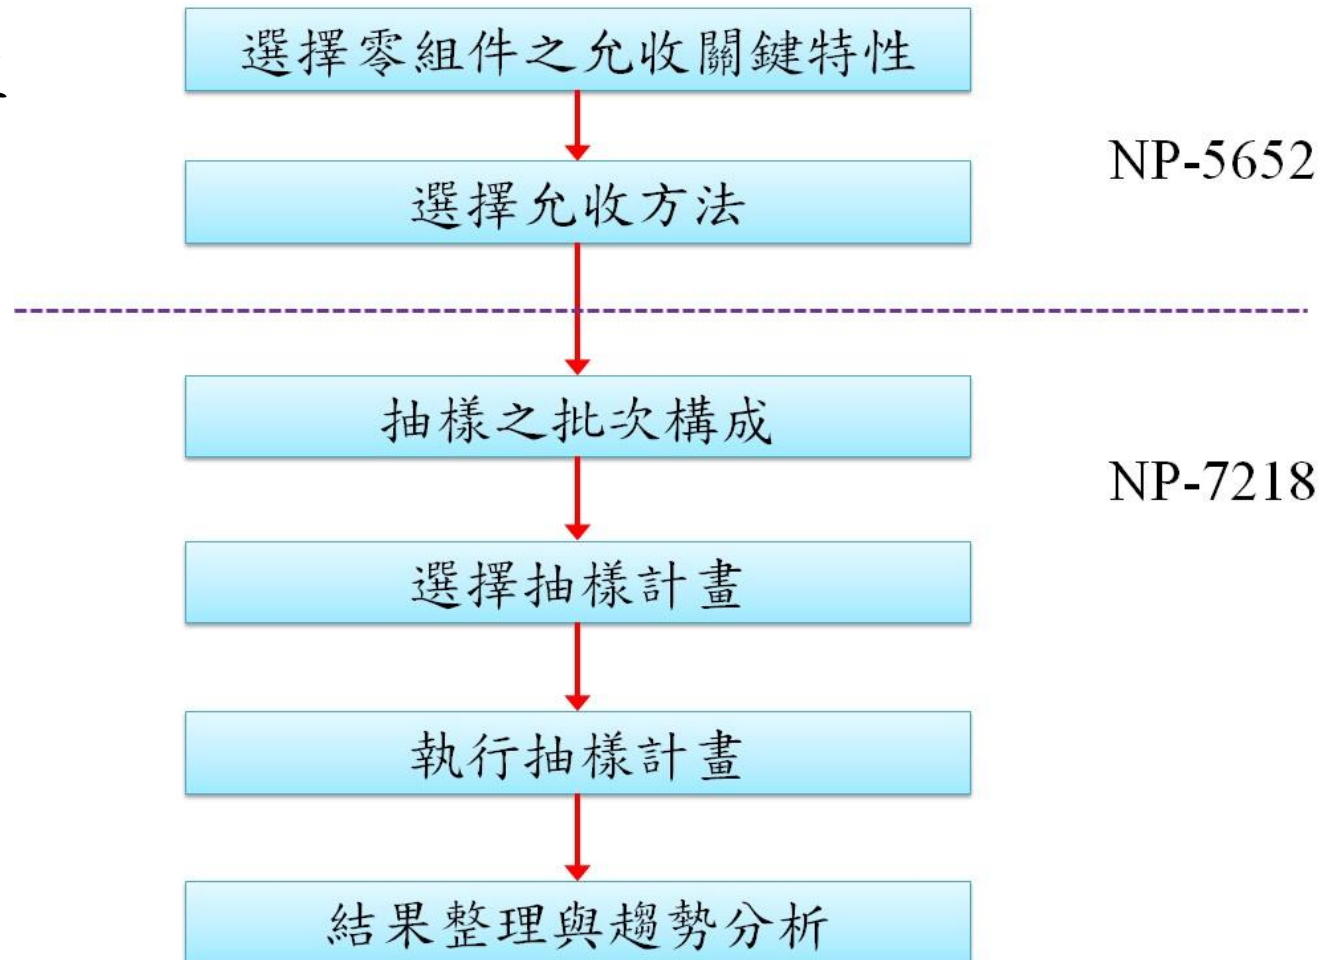 選擇零組件之允收關鍵特性
NP-5652
選擇允收方法
抽樣之批次構成
NP-7218
選擇抽樣計畫
執行抽樣計畫
結果整理與趨勢分析